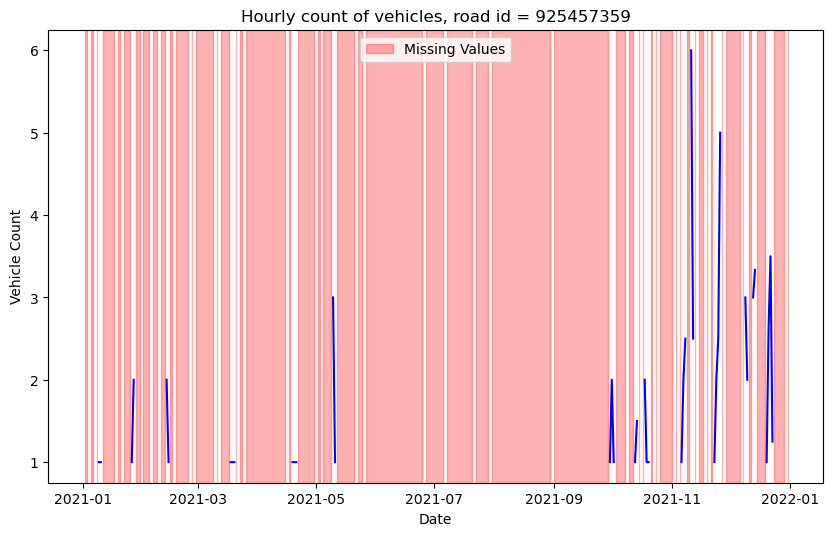 Hourly count of vehicles, road id = 925457359
Missing Values
6
5
4
3
2
1
Vehicle Count
2021-01 2021-03 2021-05 2021-07 2021-09 2021-11 2022-01
Date